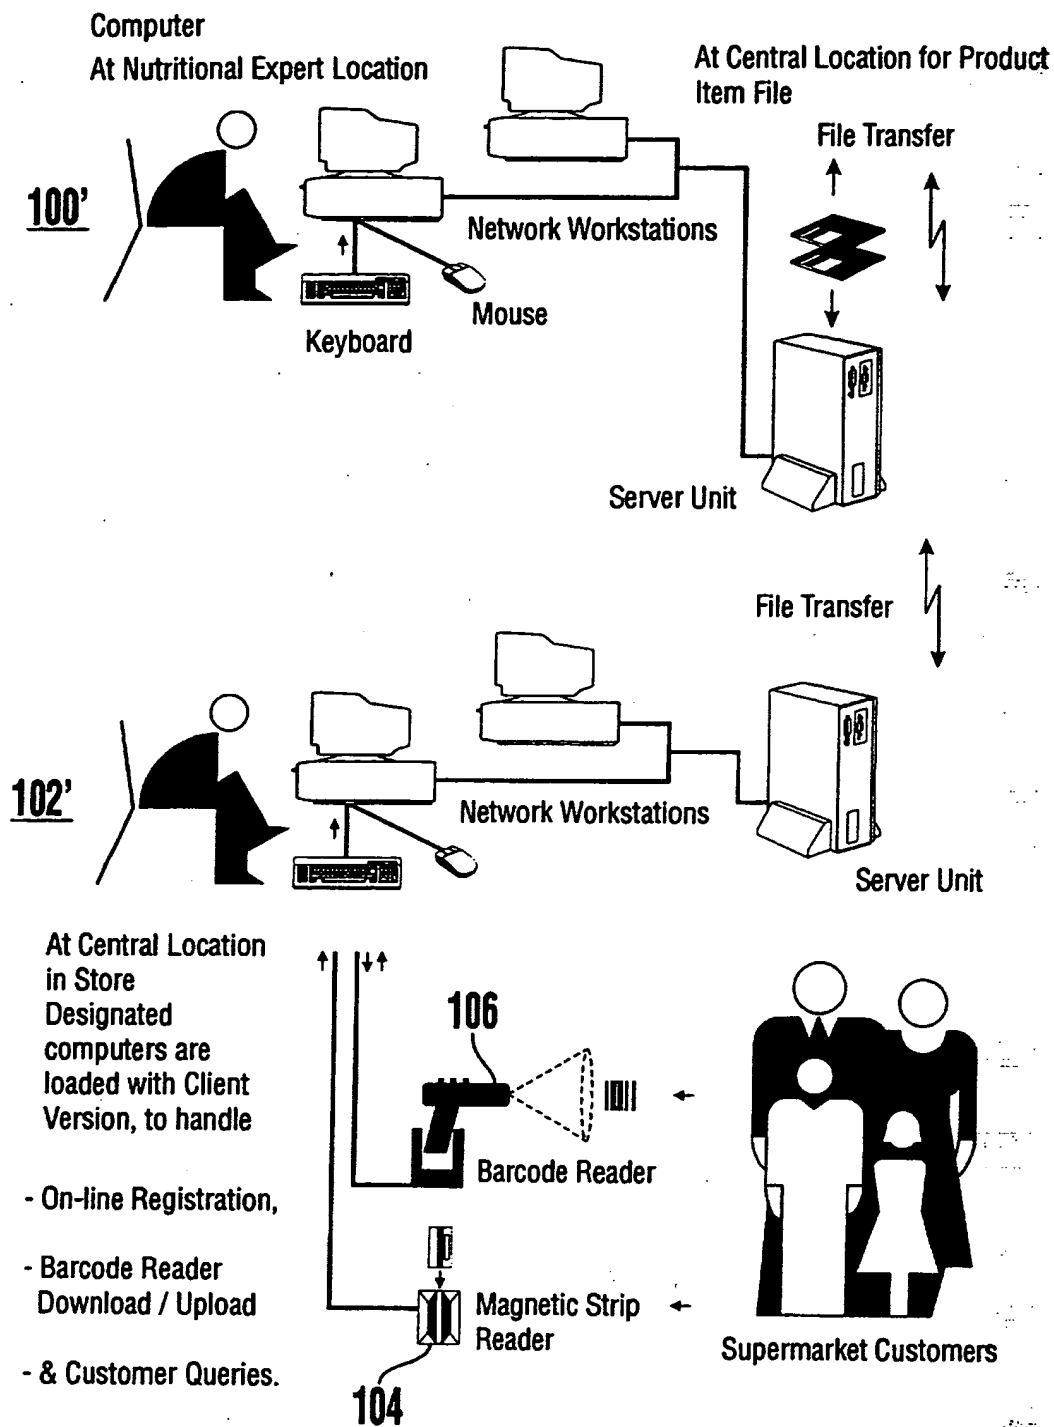 Computer
At Nutritional Expert Location
At Central Location for Product
Item File
File Transfer
100’
Network Workstations
Mouse
Keyboard
Server Unit
File Transfer
102’
Network Workstations
Server Unit
At Central Location
in Store
Designated
computers are
loaded with Client
Version, to handle
- On-line Registration,
- Barcode Reader
Download / Upload
- & Customer Queries.
106
Barcode Reader
Magnetic Strip
Reader
104
Supermarket Customers